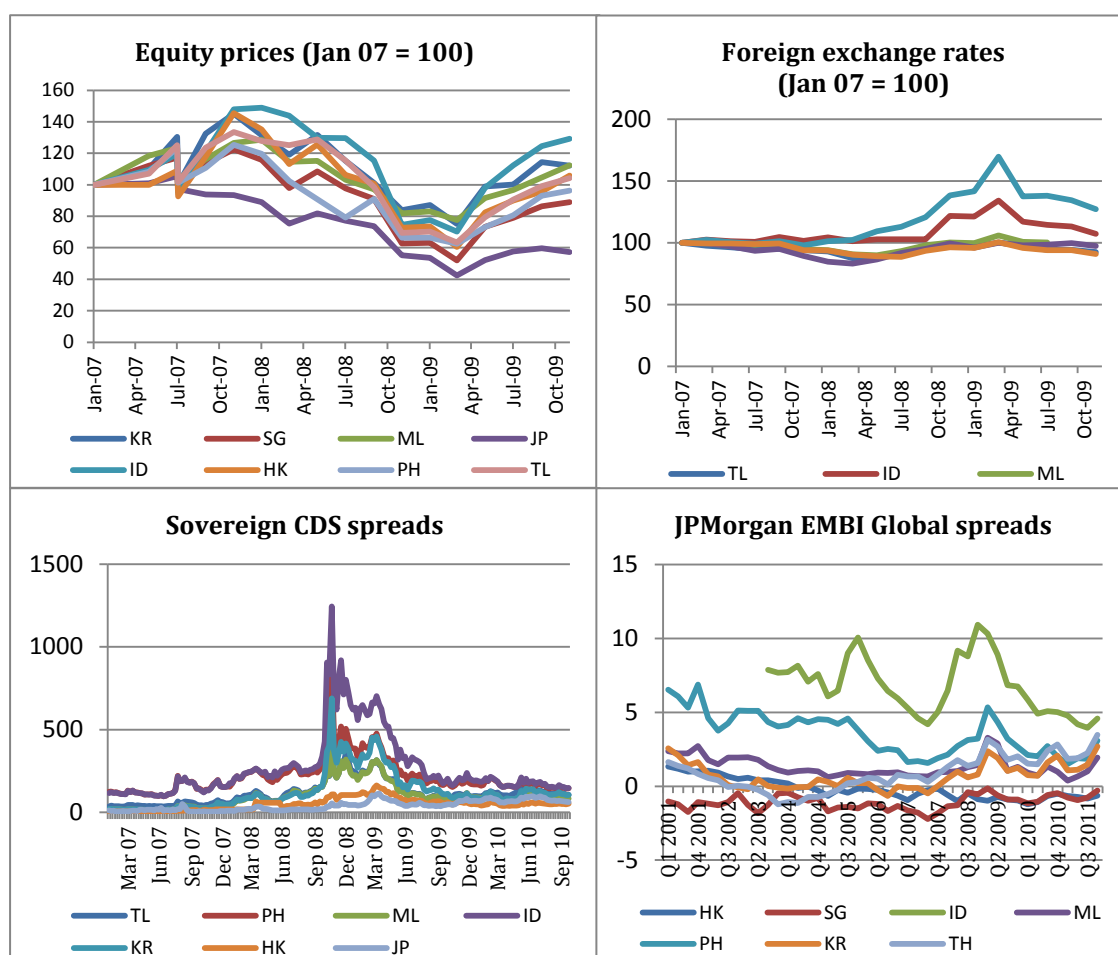 Equity prices (Jan 07 = 100)
160
140
120
100
80
60
40
20
0
Jan-07
Apr-07
Jul-07
Oct-07
Jan-08
Apr-08
Jul-08
Oct-08
Jan-09
Apr-09
Jul-09
Oct-09
KR SG ML JP
ID HK PH TL
Foreign exchange rates
(Jan 07 = 100)
200
150
100
50
0
Jan-07
Apr-07
Jul-07
Oct-07
Jan-08
Apr-08
Jul-08
Oct-08
Jan-09
Apr-09
Jul-09
Oct-09
TL ID ML
Sovereign CDS spreads
1500
1000
500
0
Mar 07
Jun 07
Sep 07
Dec 07
Mar 08
Jun 08
Sep 08
Dec 08
Mar 09
Jun 09
Sep 09
Dec 09
Mar 10
Jun 10
Sep 10
TL PH ML ID
KR HK JP
JPMorgan EMBI Global spreads
15
10
5
0
-5
Q1 2001
Q4 2001
Q3 2002
Q2 2003
Q1 2004
Q4 2004
Q3 2005
Q2 2006
Q1 2007
Q4 2007
Q3 2008
Q2 2009
Q1 2010
Q4 2010
Q3 2011
HK SG ID ML
PH KR TH